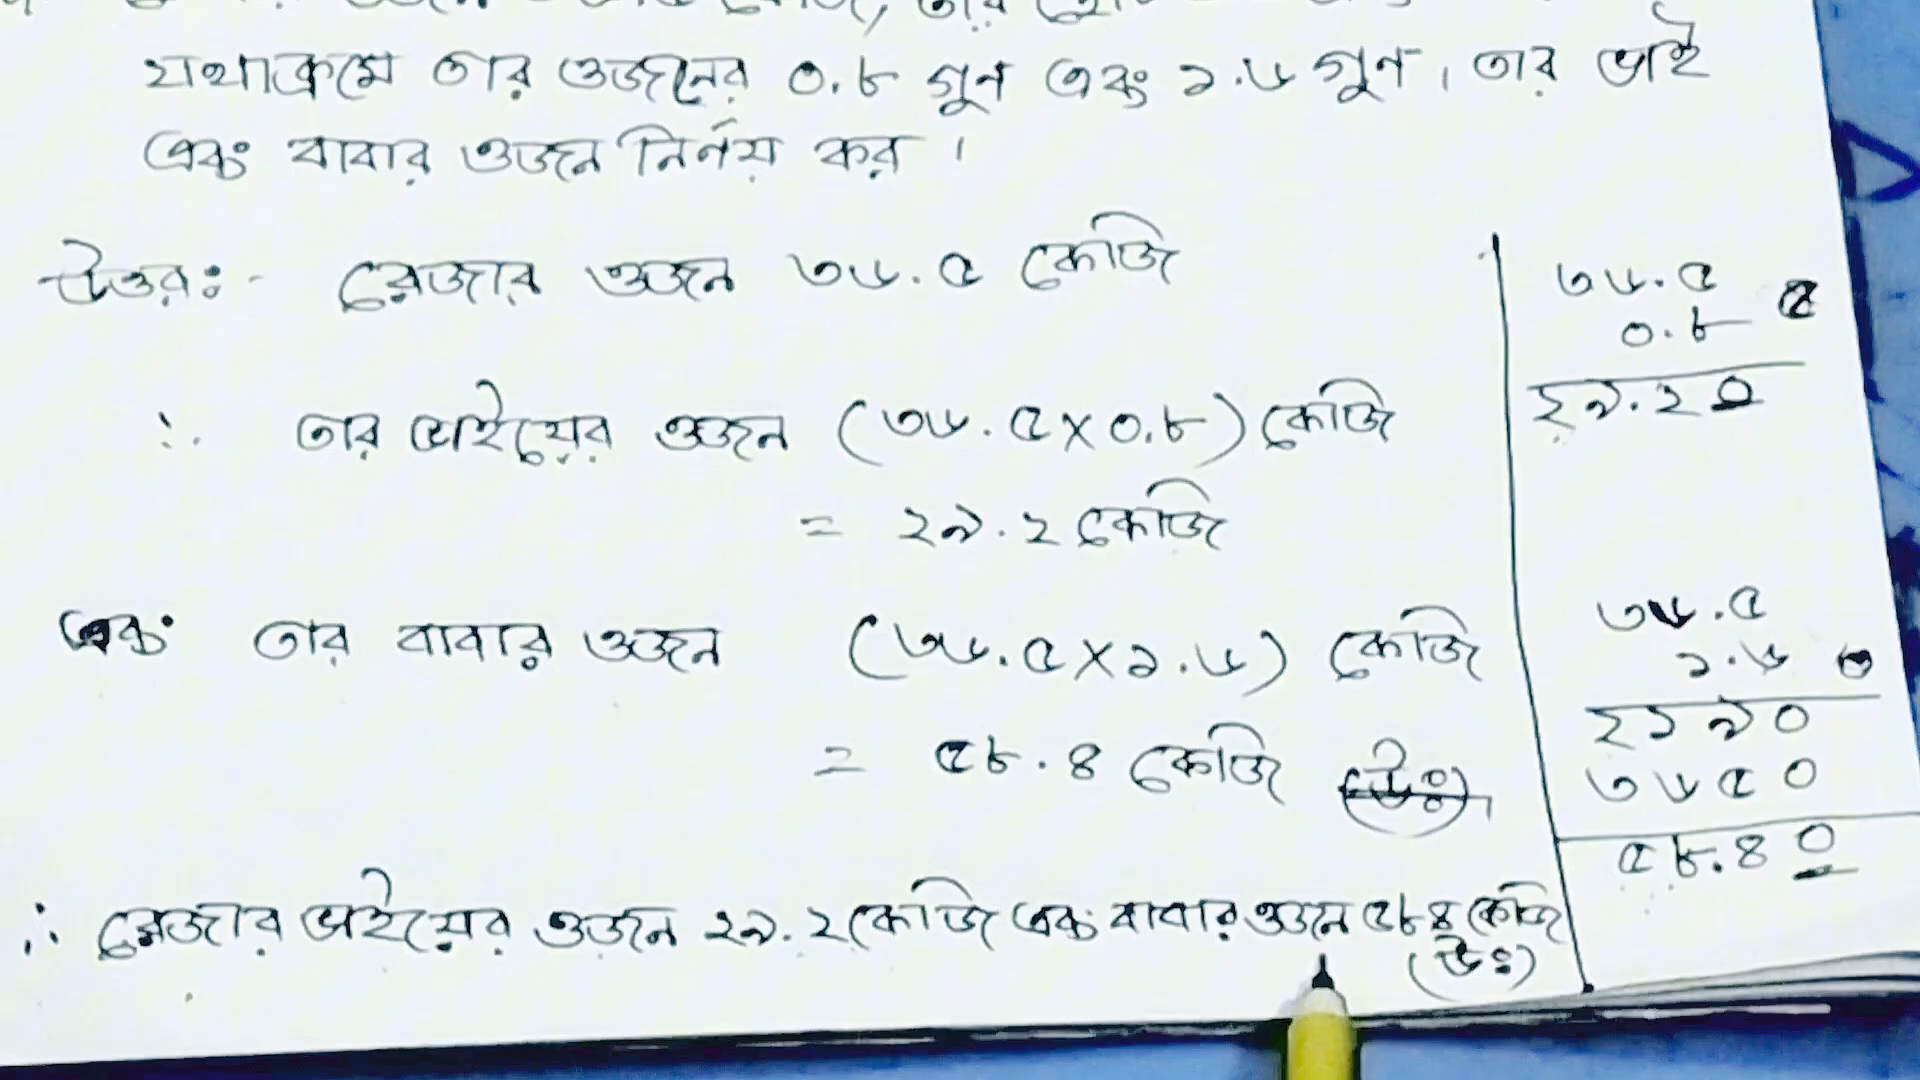 যথাক্রমে তার ওজনের ০.৮ গুন এবং ১.৬ গুন। তার ভাই
এবং বাবার ওজন নির্নয় কর।
উত্তর:- রেজার ওজন ৩৬.৫ কেজি
∴ তার ভাইয়ের ওজন (৩৬.৫×০.৮) কেজি
= ২৯.২ কেজি
এবং তার বাবার ওজন (৩৬.৫×১.৬) কেজি
= ৫৮.৪ কেজি
∴ রেজার ভাইয়ের ওজন ২৯.২ কেজি এবং বাবার ওজন ৫৮.৪ কেজি
(উঃ)
৩৬.৫
০.৮
২৯.২০
৩৬.৫
১.৬
২১৯০
৩৬৫০
৫৮.৪০